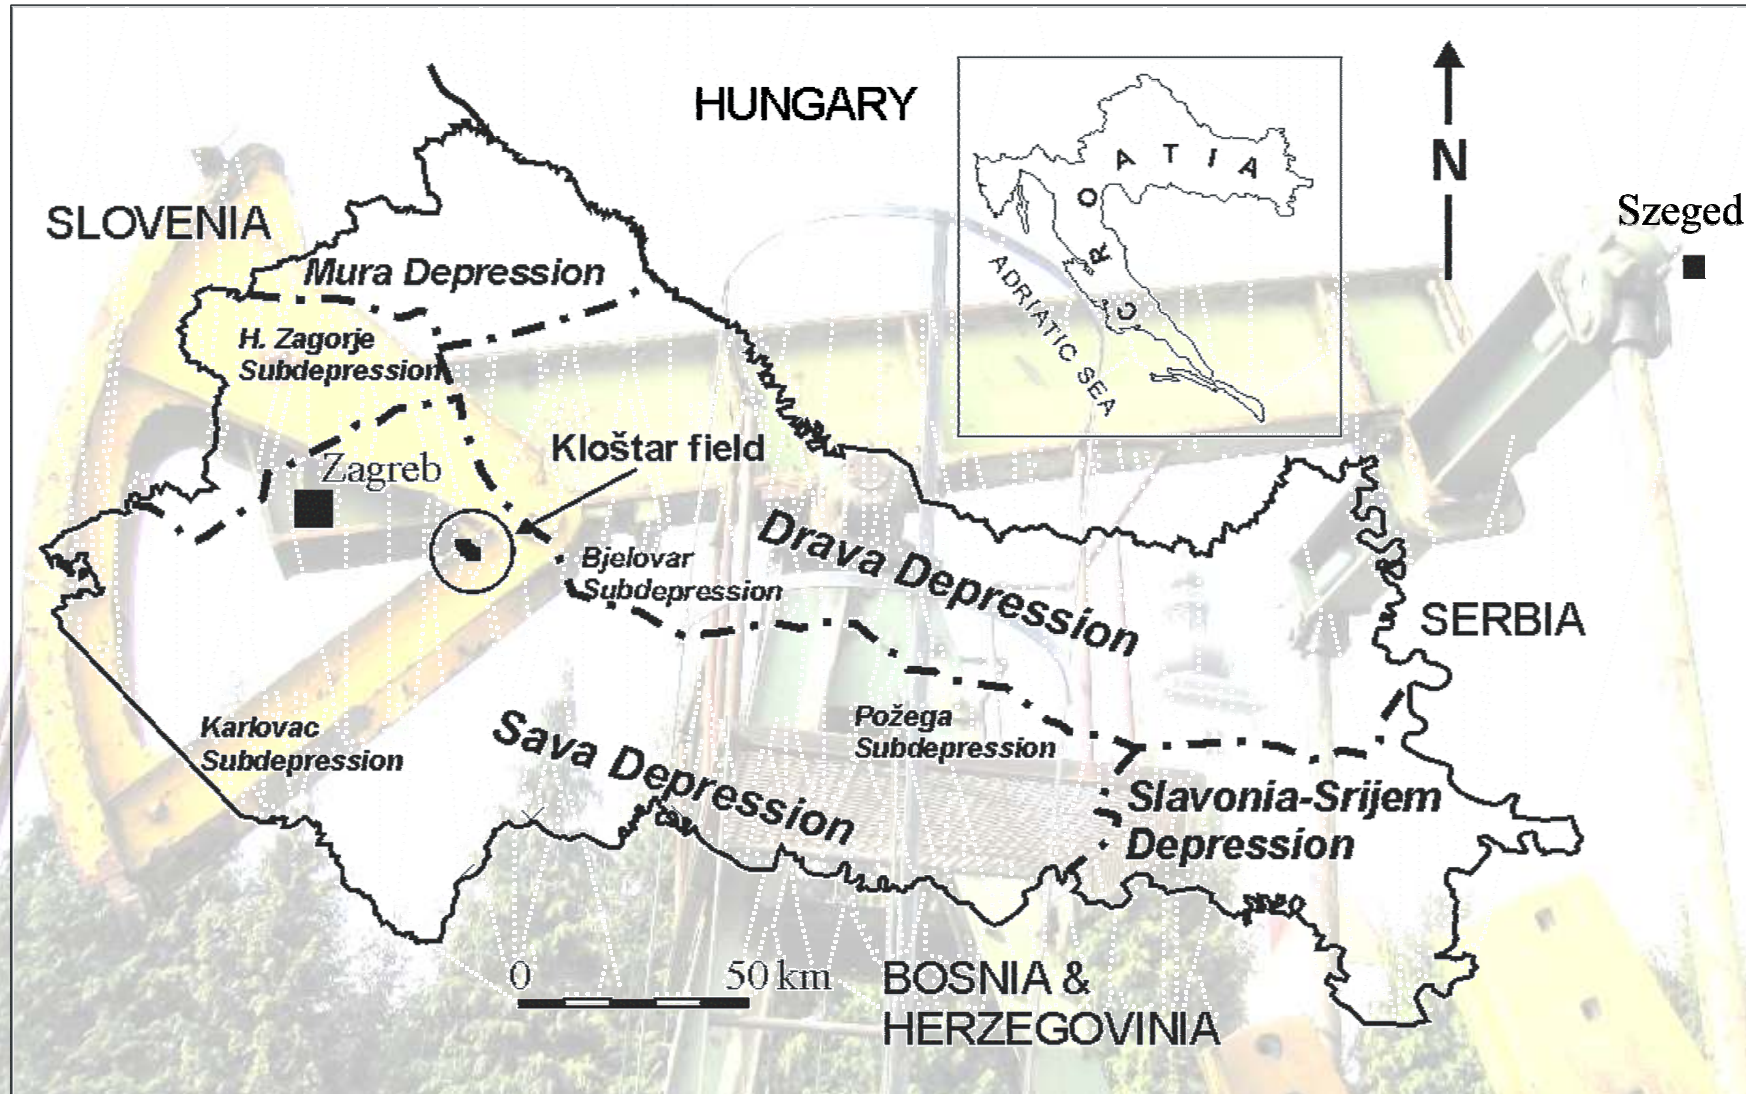 HUNGARY
N
Szeged
SLOVENIA
CROATIA
ADRIATIC SEA
Mura Depression
H. Zagorje
Subdepression
Kloštar field
Zagreb
Drava Depression
Bjelovar
Subdepression
SERBIA
Karlovac
Subdepression
Sava Depression
Požega
Subdepression
Slavonia-Srijem
Depression
0 50 km
BOSNIA &
HERZEGOVINIA